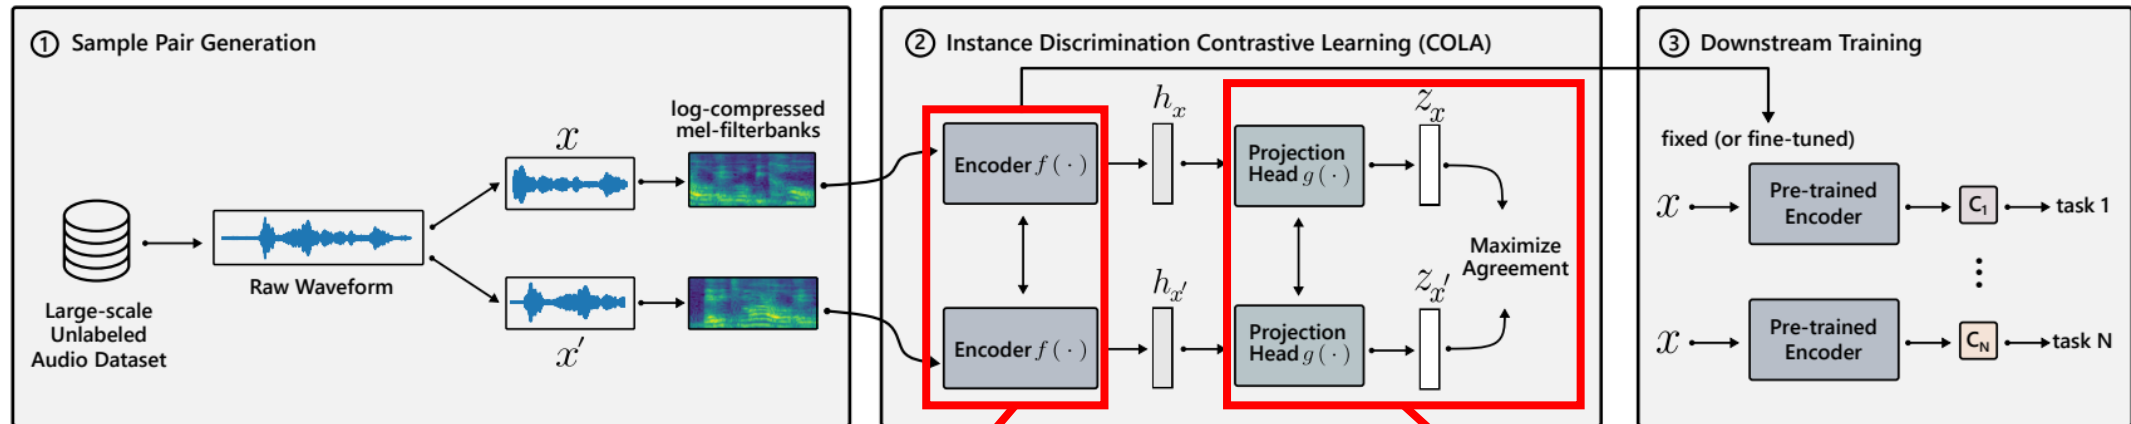 ① Sample Pair Generation
x
log-compressed
mel-filterbanks
Raw Waveform
Large-scale
Unlabeled
Audio Dataset
x′
② Instance Discrimination Contrastive Learning (COLA)
Encoder f(·)
h_x
Projection
Head g(·)
z_x
Maximize
Agreement
Encoder f(·)
h_x′
Projection
Head g(·)
z_x′
③ Downstream Training
fixed (or fine-tuned)
x
Pre-trained
Encoder
C₁
task 1
⋮
x
Pre-trained
Encoder
C_N
task N